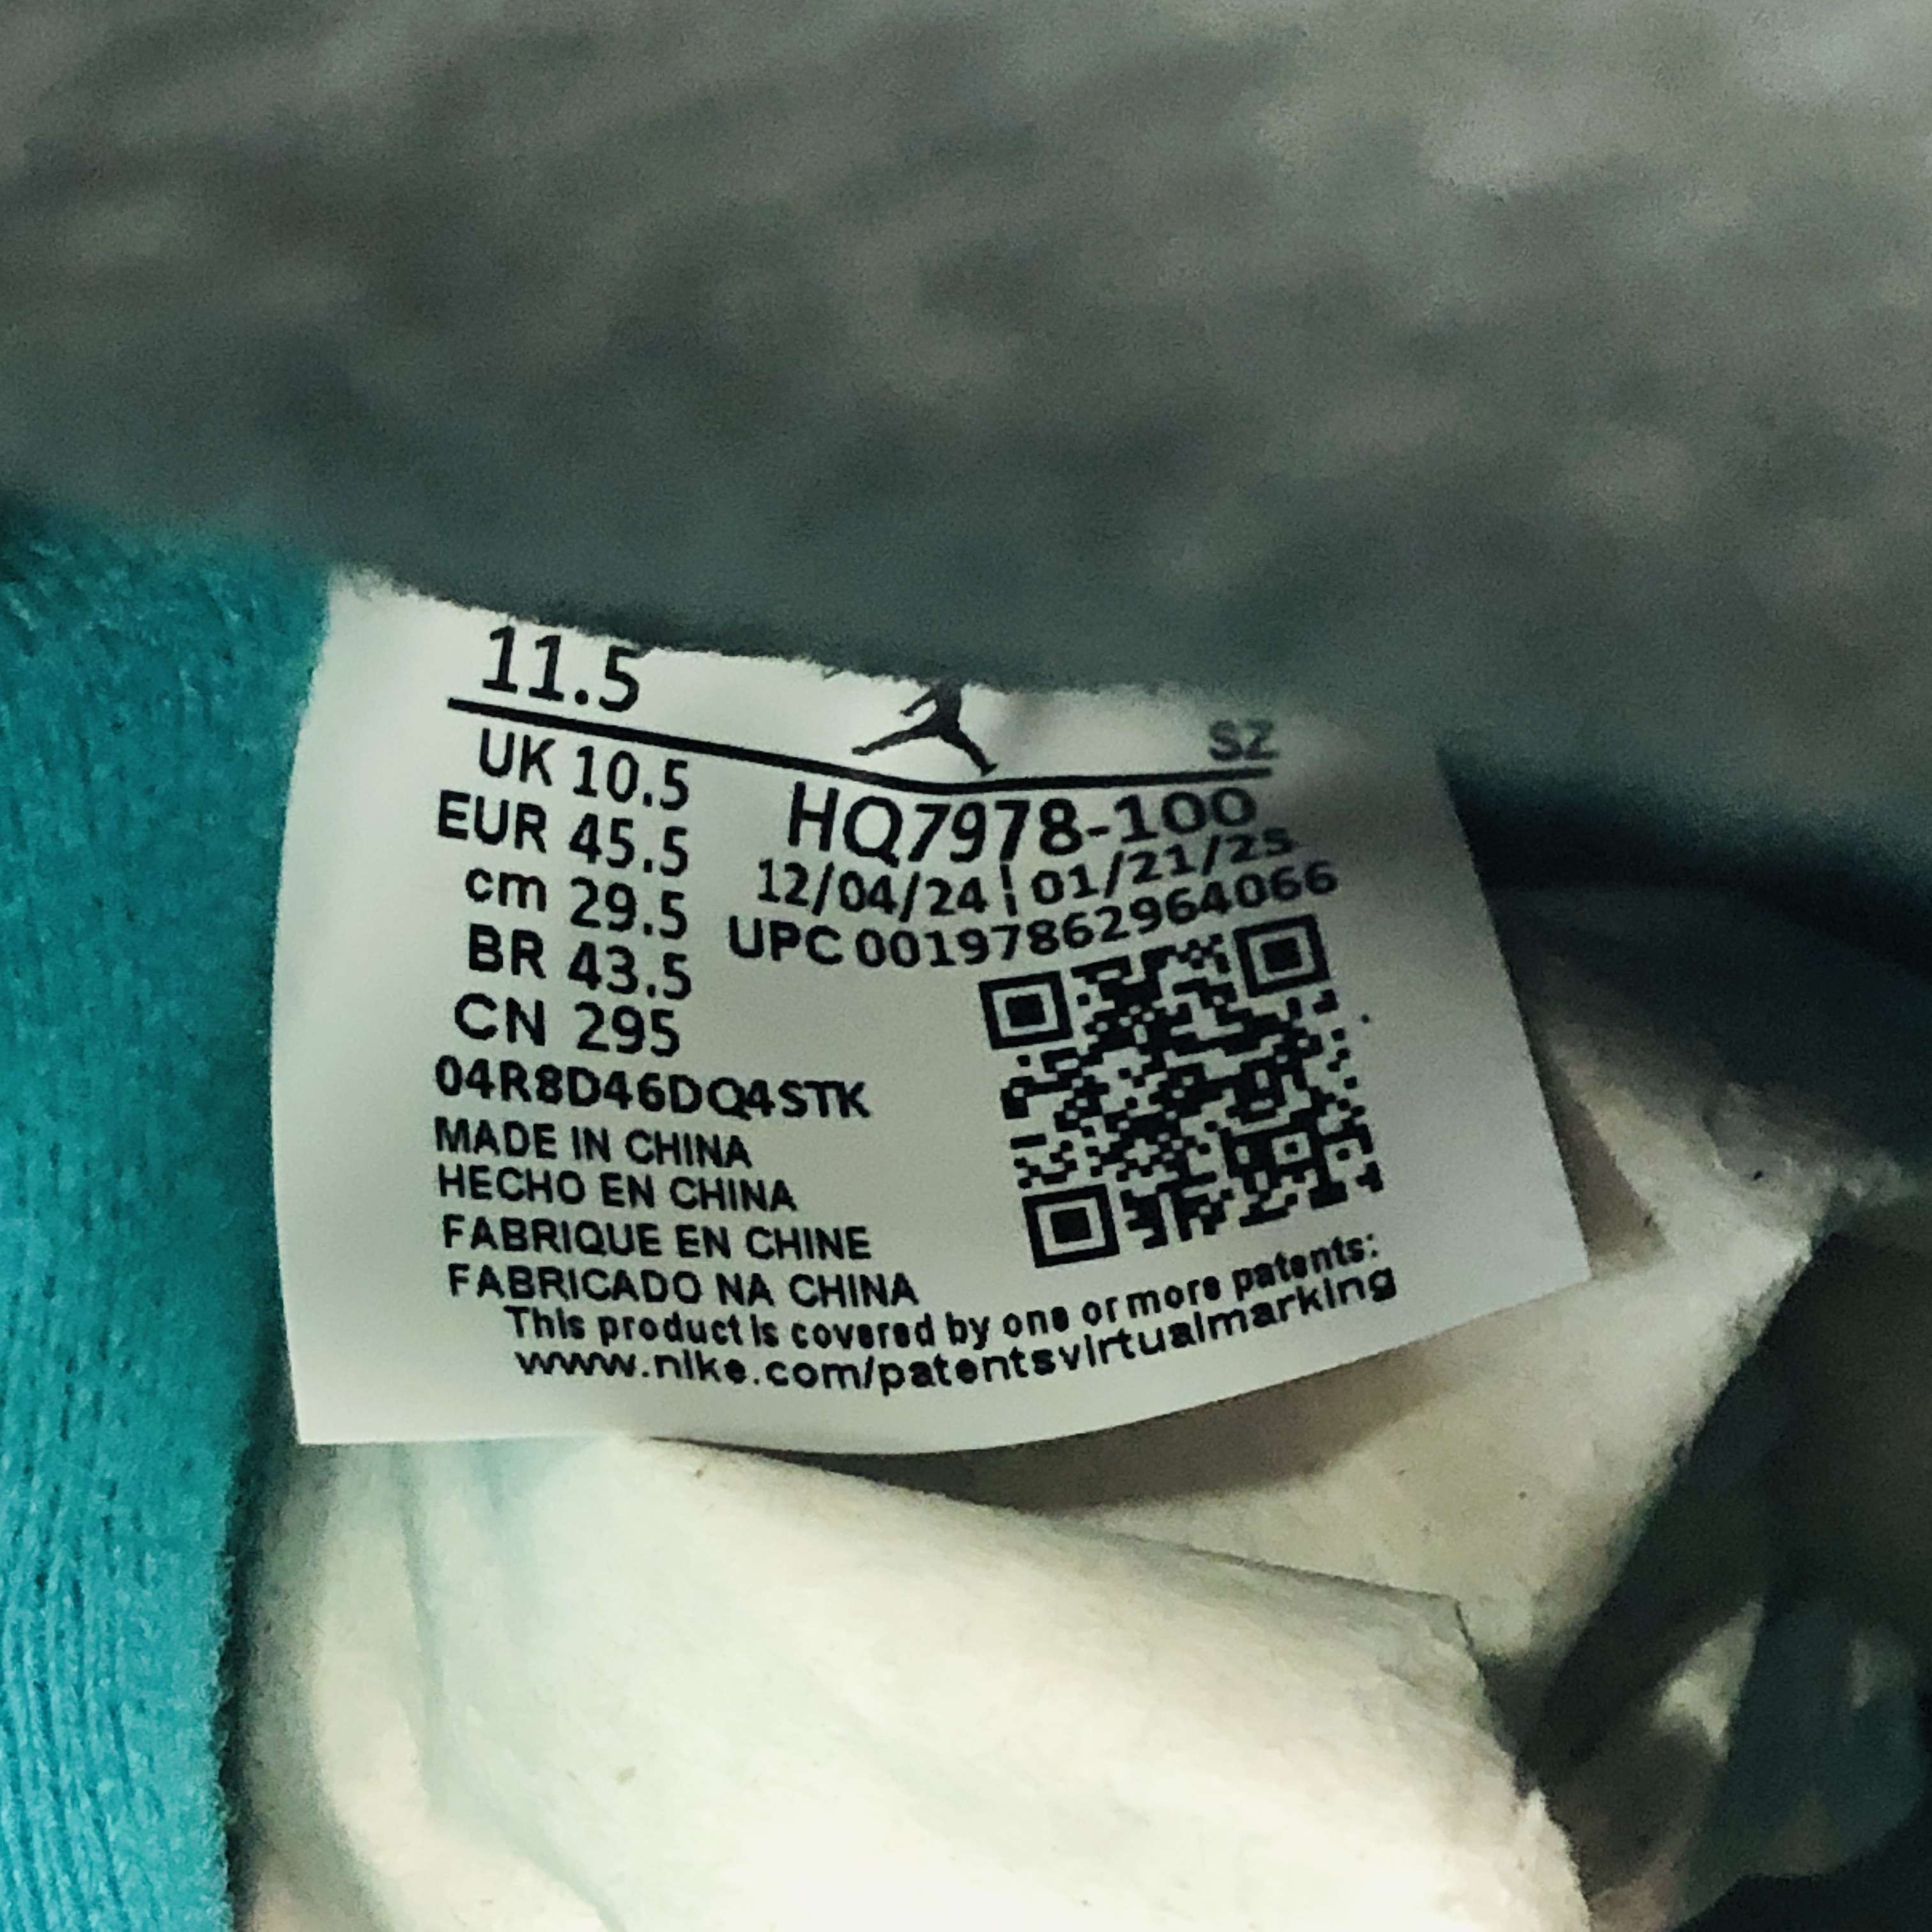 11.5
SZ
UK 10.5
EUR 45.5
cm 29.5
BR 43.5
CN 295
HQ7978-100
12/04/24 | 01/21/25
UPC 00197862964066
04R8D46DQ4STK
MADE IN CHINA
HECHO EN CHINA
FABRIQUE EN CHINE
FABRICADO NA CHINA
This product is covered by one or more patents:
www.nike.com/patentsvirtualmarking